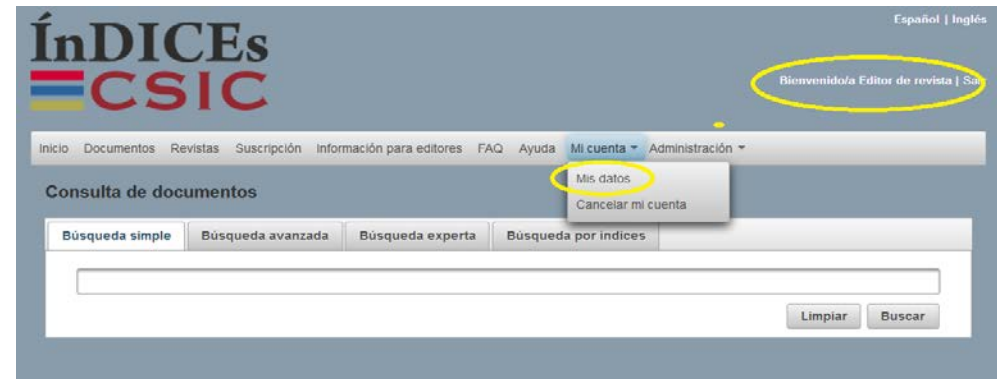 Español | Inglés
ÍnDICEs
CSIC
Bienvenido/a Editor de revista | Salir
Inicio Documentos Revistas Suscripción Información para editores FAQ Ayuda Mi cuenta Administración
Mis datos
Cancelar mi cuenta
Consulta de documentos
Búsqueda simple Búsqueda avanzada Búsqueda experta Búsqueda por indices
Limpiar Buscar